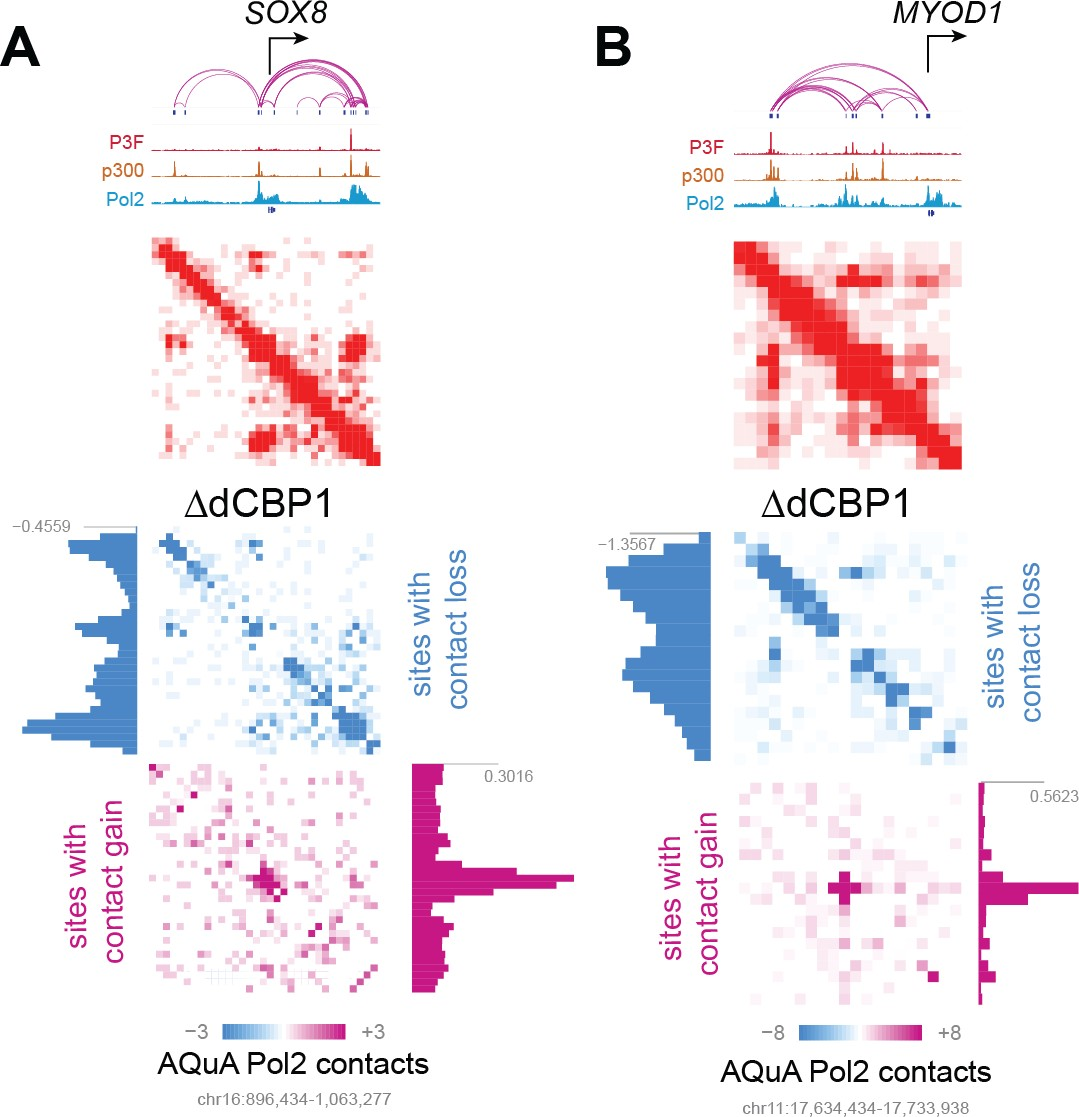 A
SOX8
P3F
p300
Pol2
ΔdCBP1
−0.4559
sites with
contact loss
sites with
contact gain
0.3016
−3
+3
AQuA Pol2 contacts
chr16:896,434-1,063,277
B
MYOD1
P3F
p300
Pol2
ΔdCBP1
−1.3567
sites with
contact loss
sites with
contact gain
0.5623
−8
+8
AQuA Pol2 contacts
chr11:17,634,434-17,733,938